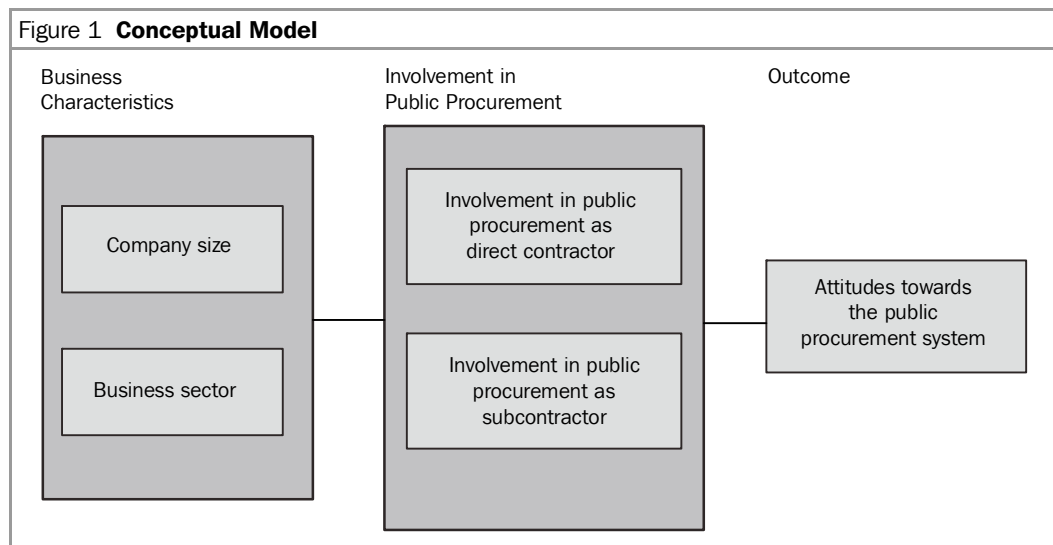 Figure 1 Conceptual Model
Business
Characteristics
Company size
Business sector
Involvement in
Public Procurement
Involvement in public
procurement as
direct contractor
Involvement in public
procurement as
subcontractor
Outcome
Attitudes towards
the public
procurement system